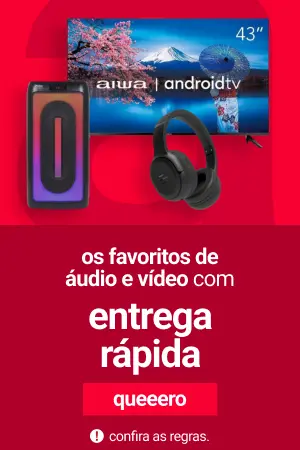 43"
aiwa | androidtv
os favoritos de
áudio e vídeo com
entrega
rápida
queeero
! confira as regras.